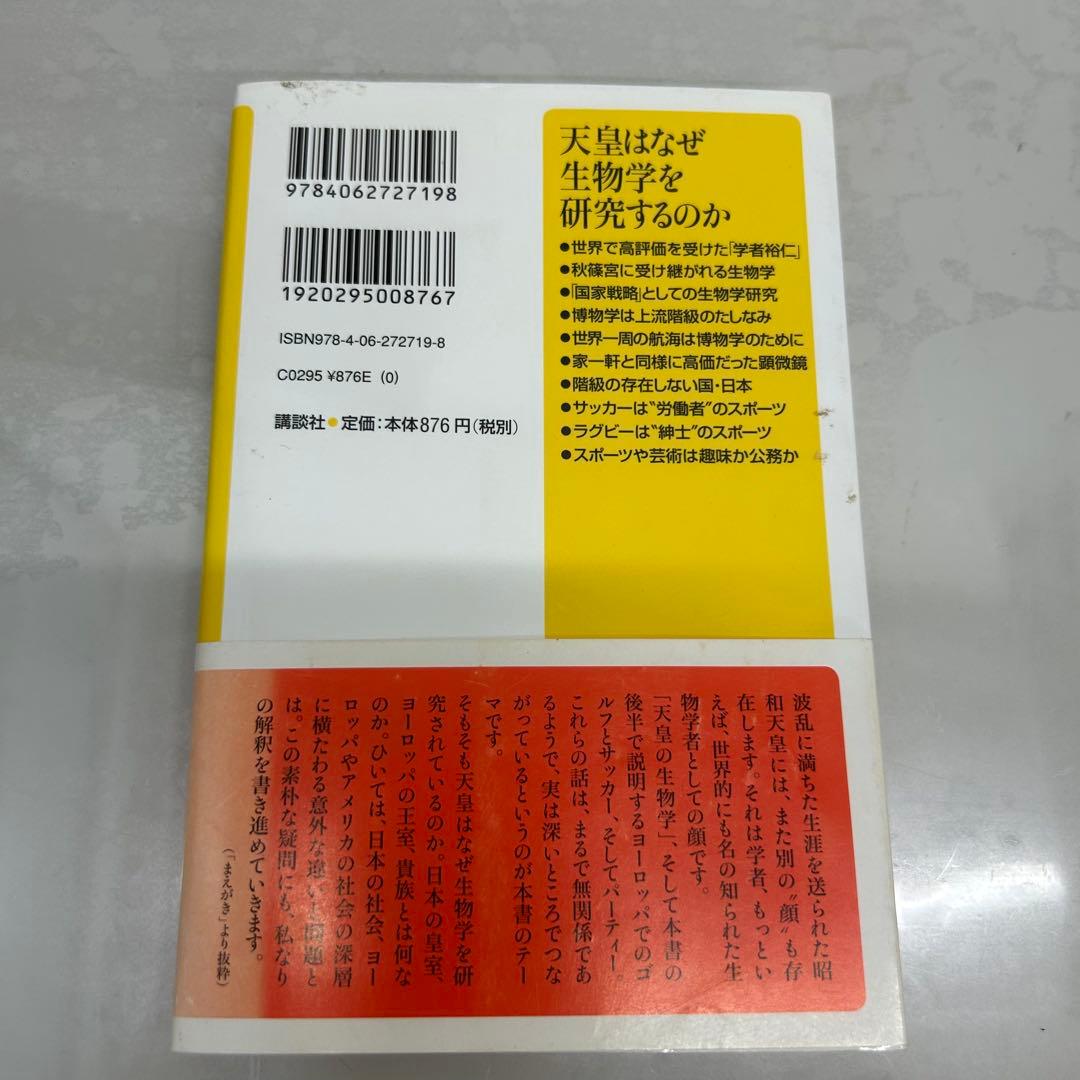 9784062727198
1920295008767
ISBN978-4-06-272719-8
C0295 ¥876E (0)
講談社●定価：本体876円（税別）
天皇はなぜ
生物学を
研究するのか
●世界で高評価を受けた「学者裕仁」
●秋篠宮に受け継がれる生物学
●「国家戦略」としての生物学研究
●博物学は上流階級のたしなみ
●世界一周の航海は博物学のために
●家一軒と同様に高価だった顕微鏡
●階級の存在しない国・日本
●サッカーは“労働者”のスポーツ
●ラグビーは“紳士”のスポーツ
●スポーツや芸術は趣味か公務か
波乱に満ちた生涯を送られた昭
和天皇には、また別の“顔”も存
在します。それは学者、もっとい
えば、世界的にも名の知られた生
物学者としての顔です。
「天皇の生物学」、そして本書の
後半で説明するヨーロッパでのゴ
ルフとサッカー、そしてパーティー。
これらの話は、まるで無関係であ
るようで、実は深いところでつな
がっているというのが本書のテー
マです。
そもそも天皇はなぜ生物学を研
究されているのか。日本の皇室、
ヨーロッパの王室、貴族とは何な
のか。ひいては、日本の社会、ヨー
ロッパやアメリカの社会の深層
に横たわる意外な違いと問題と
は。この素朴な疑問にも、私なり
の解釈を書き進めていきます。
（「まえがき」より抜粋）